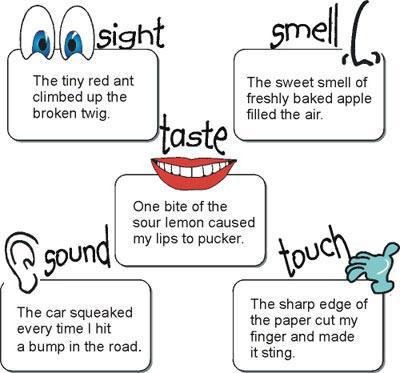 sight
The tiny red ant
climbed up the
broken twig.
smell
The sweet smell of
freshly baked apple
filled the air.
taste
One bite of the
sour lemon caused
my lips to pucker.
sound
The car squeaked
every time I hit
a bump in the road.
touch
The sharp edge of
the paper cut my
finger and made
it sting.